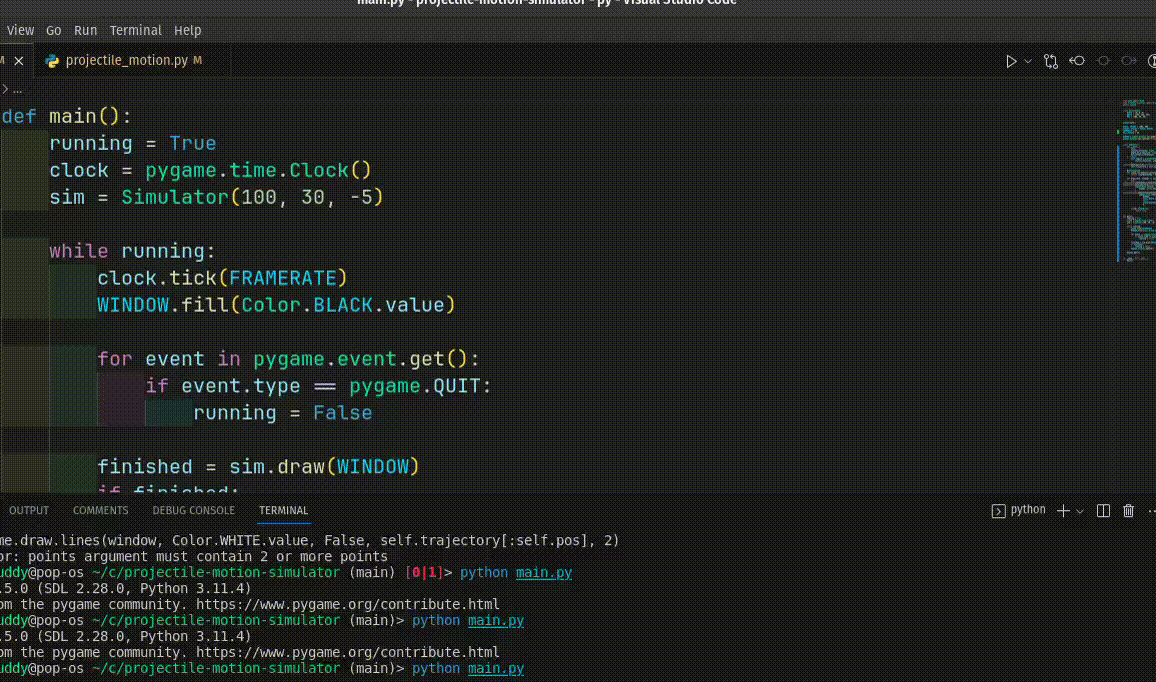 main.py - projectile-motion-simulator - py - Visual Studio Code
View Go Run Terminal Help
M projectile_motion.py M
> ...
def main():
running = True
clock = pygame.time.Clock()
sim = Simulator(100, 30, -5)
while running:
clock.tick(FRAMERATE)
WINDOW.fill(Color.BLACK.value)
for event in pygame.event.get():
if event.type == pygame.QUIT:
running = False
finished = sim.draw(WINDOW)
if finished:
OUTPUT COMMENTS DEBUG CONSOLE TERMINAL python
me.draw.lines(window, Color.WHITE.value, False, self.trajectory[:self.pos], 2)
or: points argument must contain 2 or more points
uddy@pop-os ~/c/projectile-motion-simulator (main) [0|1]> python main.py
.5.0 (SDL 2.28.0, Python 3.11.4)
om the pygame community. https://www.pygame.org/contribute.html
uddy@pop-os ~/c/projectile-motion-simulator (main)> python main.py
.5.0 (SDL 2.28.0, Python 3.11.4)
om the pygame community. https://www.pygame.org/contribute.html
uddy@pop-os ~/c/projectile-motion-simulator (main)> python main.py